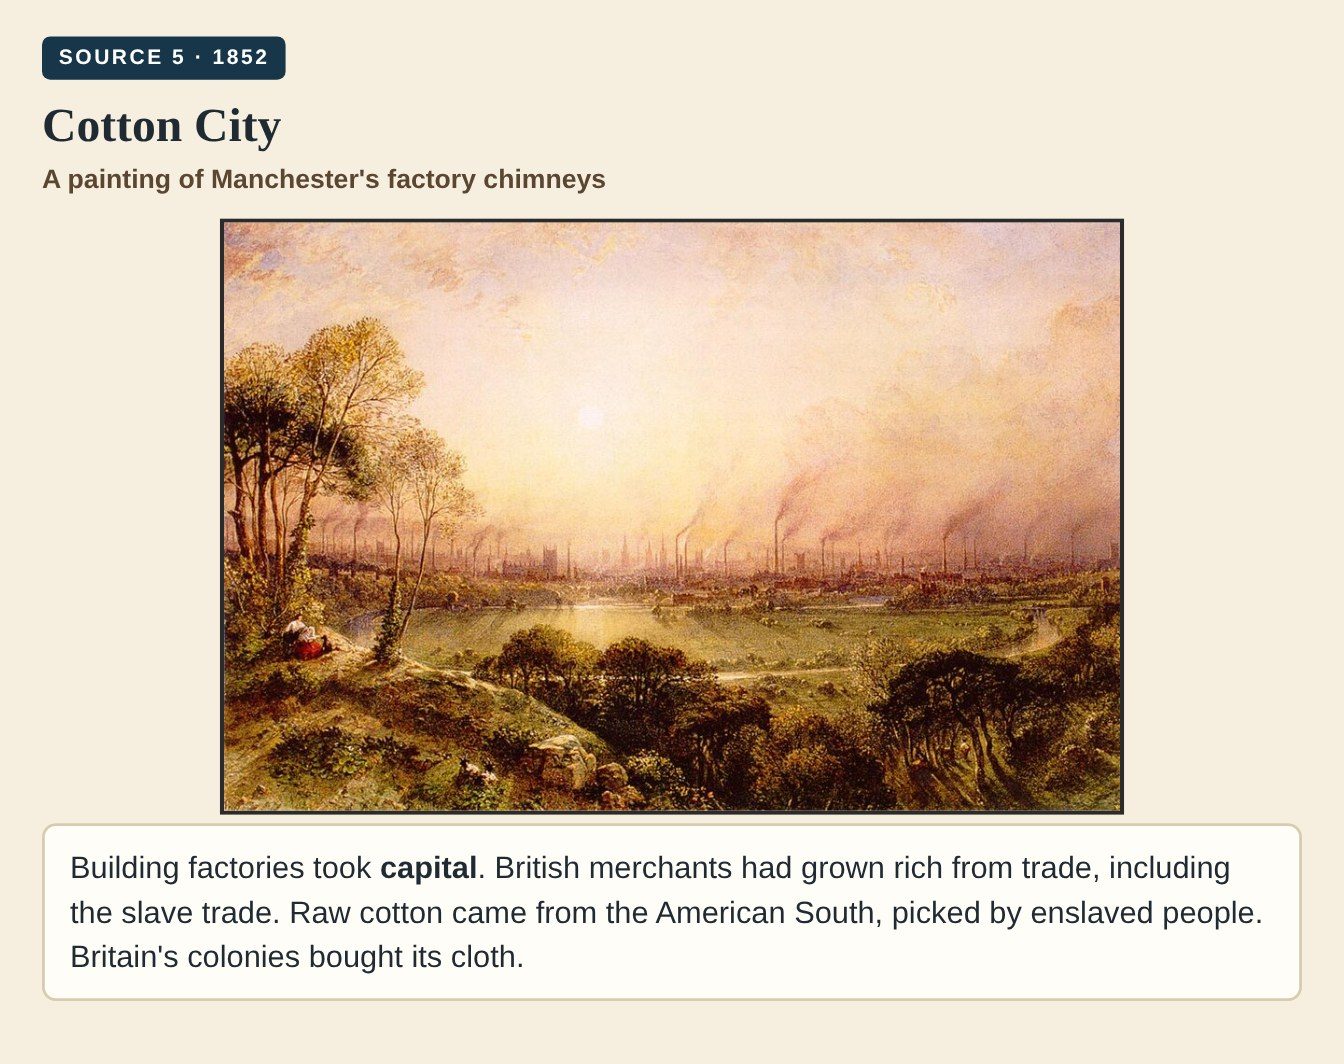 SOURCE 5 · 1852
Cotton City
A painting of Manchester's factory chimneys
Building factories took capital. British merchants had grown rich from trade, including
the slave trade. Raw cotton came from the American South, picked by enslaved people.
Britain's colonies bought its cloth.